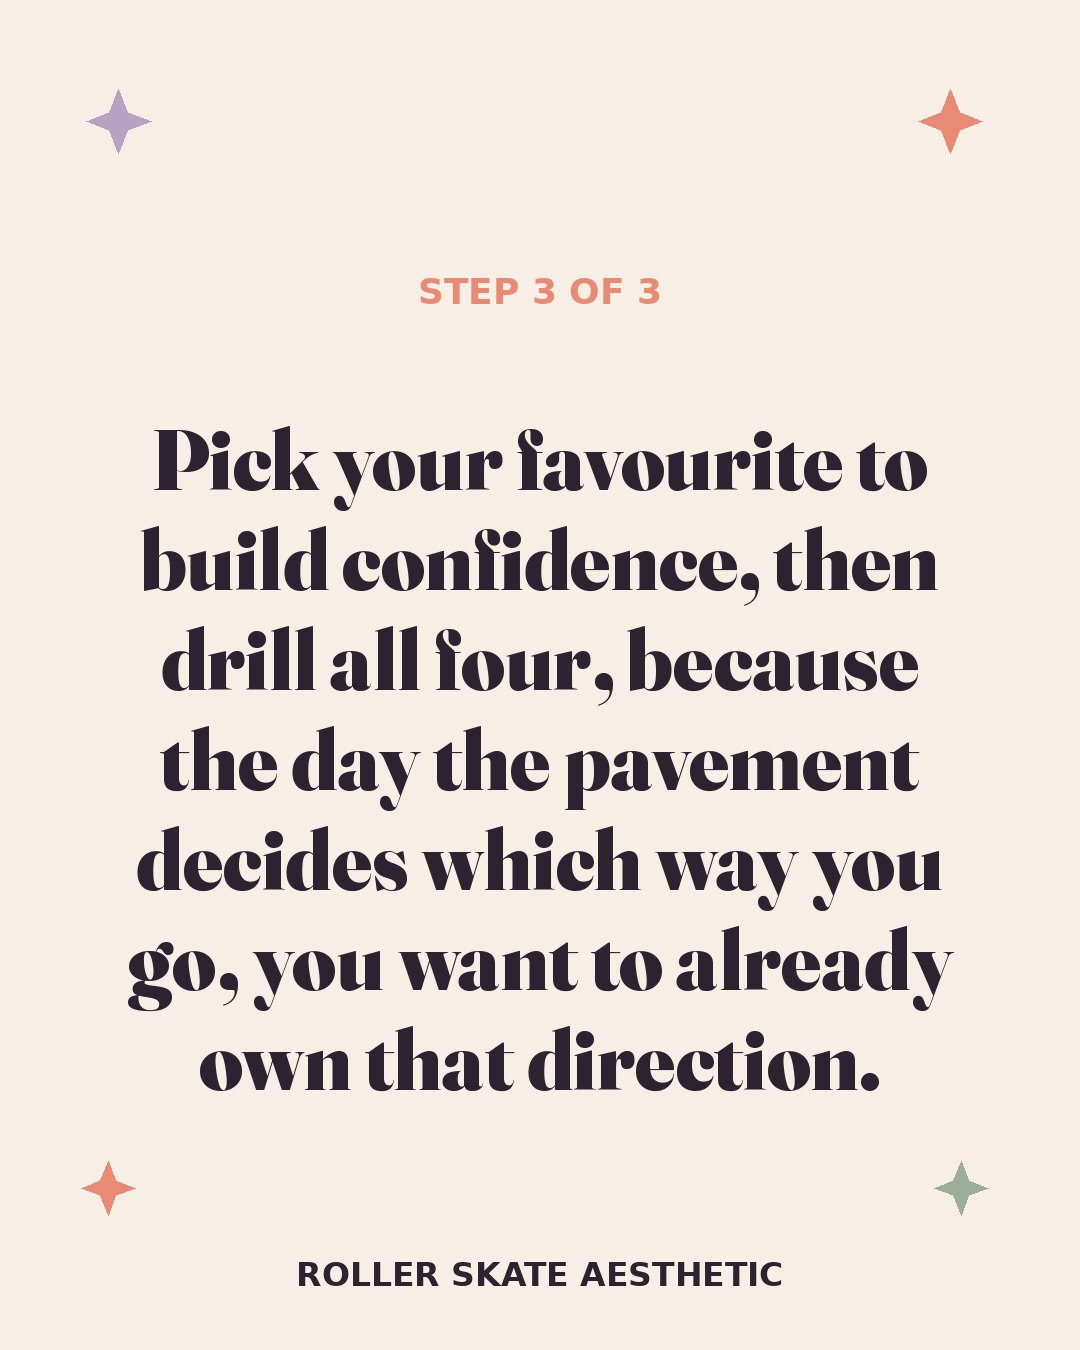 STEP 3 OF 3
Pick your favourite to
build confidence, then
drill all four, because
the day the pavement
decides which way you
go, you want to already
own that direction.
ROLLER SKATE AESTHETIC